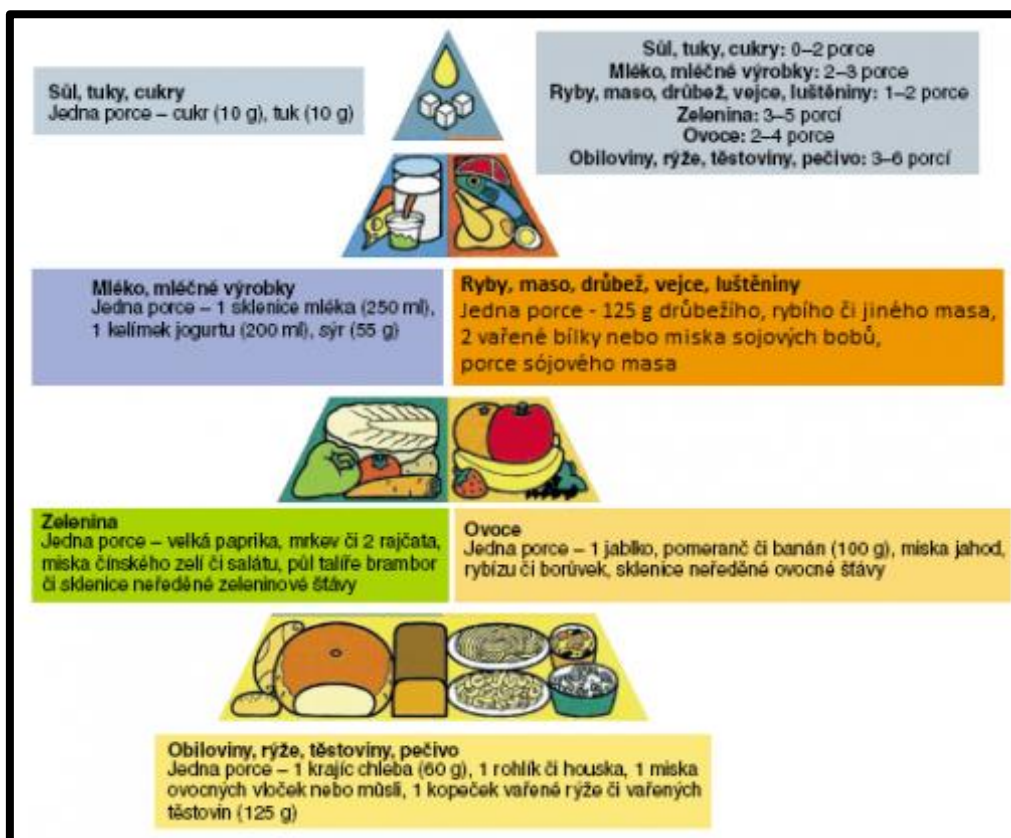 Sůl, tuky, cukry
Jedna porce – cukr (10 g), tuk (10 g)
Sůl, tuky, cukry: 0–2 porce
Mléko, mléčné výrobky: 2–3 porce
Ryby, maso, drůbež, vejce, luštěniny: 1–2 porce
Zelenina: 3–5 porcí
Ovoce: 2–4 porce
Obiloviny, rýže, těstoviny, pečivo: 3–6 porcí
Mléko, mléčné výrobky
Jedna porce – 1 sklenice mléka (250 ml),
1 kelímek jogurtu (200 ml), sýr (55 g)
Ryby, maso, drůbež, vejce, luštěniny
Jedna porce - 125 g drůbežího, rybího či jiného masa,
2 vařené bílky nebo miska sojových bobů,
porce sójového masa
Zelenina
Jedna porce – velká paprika, mrkev či 2 rajčata,
miska čínského zelí či salátu, půl talíře brambor
či sklenice neředěné zeleninové šťávy
Ovoce
Jedna porce – 1 jablko, pomeranč či banán (100 g), miska jahod,
rybízu či borůvek, sklenice neředěné ovocné šťávy
Obiloviny, rýže, těstoviny, pečivo
Jedna porce – 1 krajíc chleba (60 g), 1 rohlík či houska, 1 miska
ovocných vloček nebo műsli, 1 kopeček vařené rýže či vařených
těstovin (125 g)